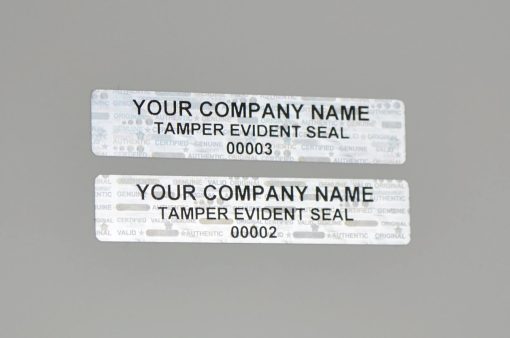 YOUR COMPANY NAME
TAMPER EVIDENT SEAL
00003
YOUR COMPANY NAME
TAMPER EVIDENT SEAL
00002